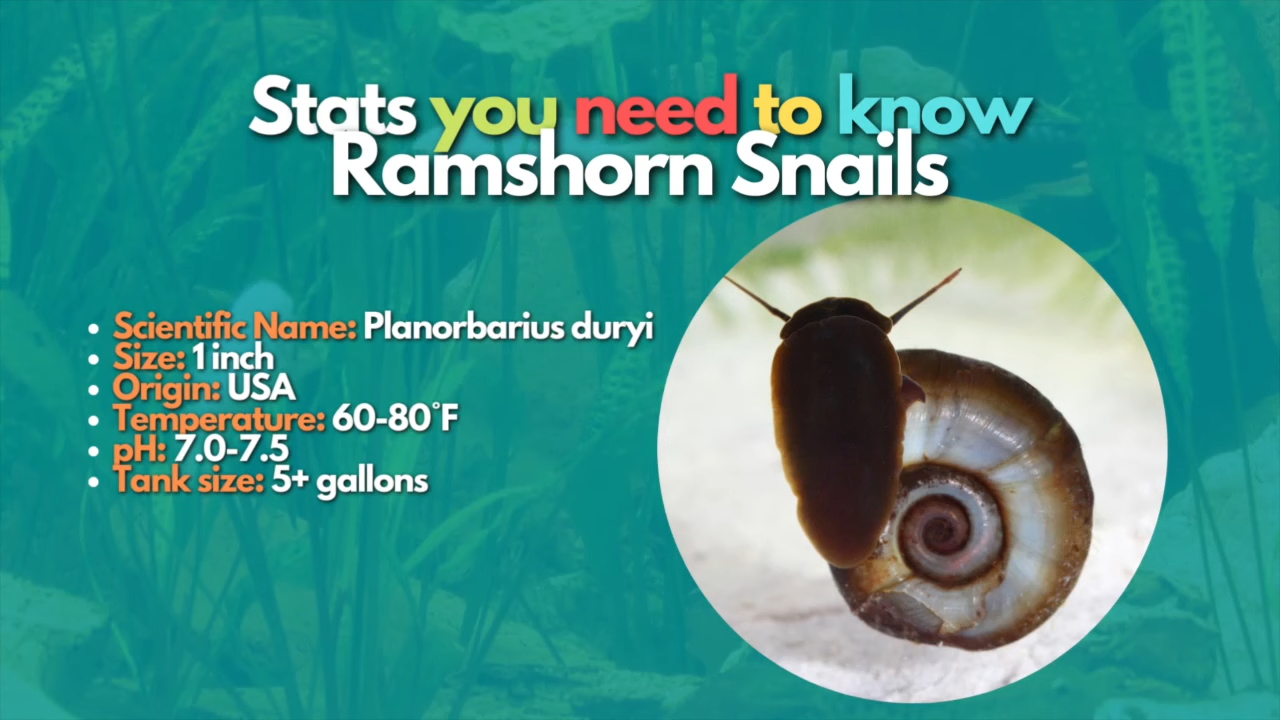 Stats you need to know
Ramshorn Snails
• Scientific Name: Planorbarius duryi
• Size: 1 inch
• Origin: USA
• Temperature: 60-80°F
• pH: 7.0-7.5
• Tank size: 5+ gallons